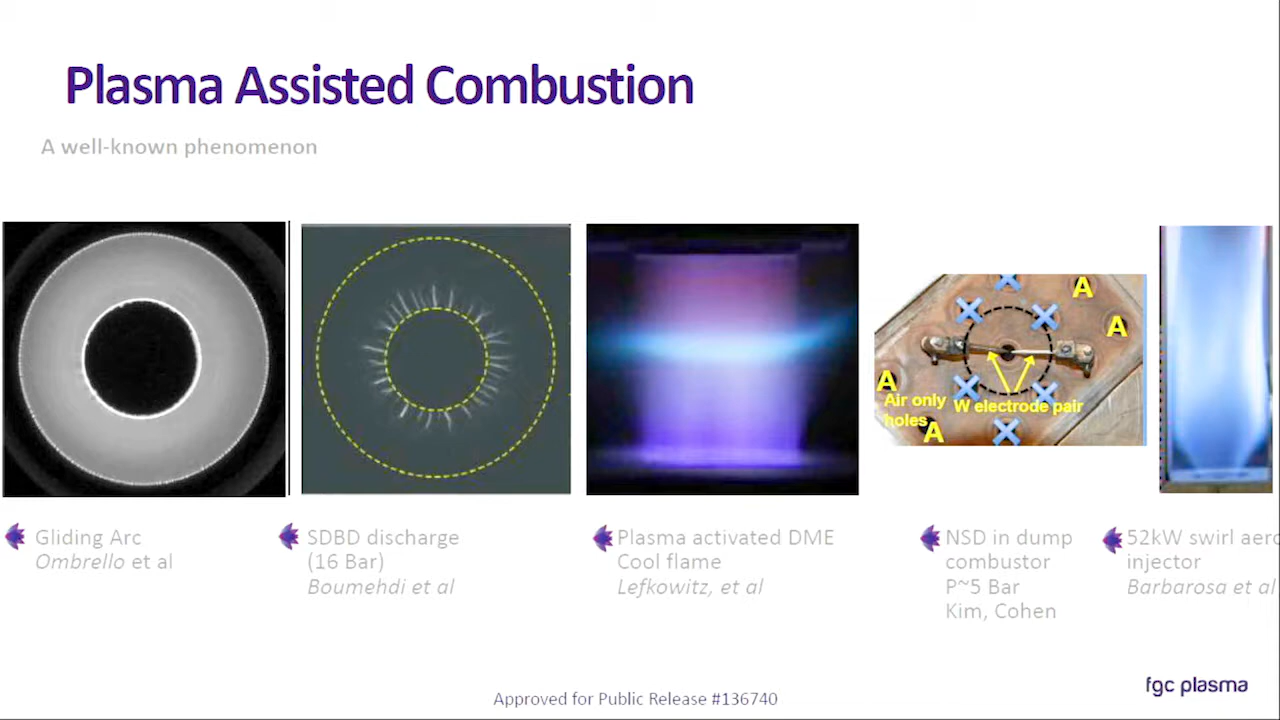 Plasma Assisted Combustion
A well-known phenomenon
A
A
A
Air only
holes
A
W electrode pair
Gliding Arc
Ombrello et al
SDBD discharge
(16 Bar)
Boumehdi et al
Plasma activated DME
Cool flame
Lefkowitz, et al
NSD in dump
combustor
P~5 Bar
Kim, Cohen
52kW swirl aero
injector
Barbarosa et al
Approved for Public Release #136740
fgc plasma